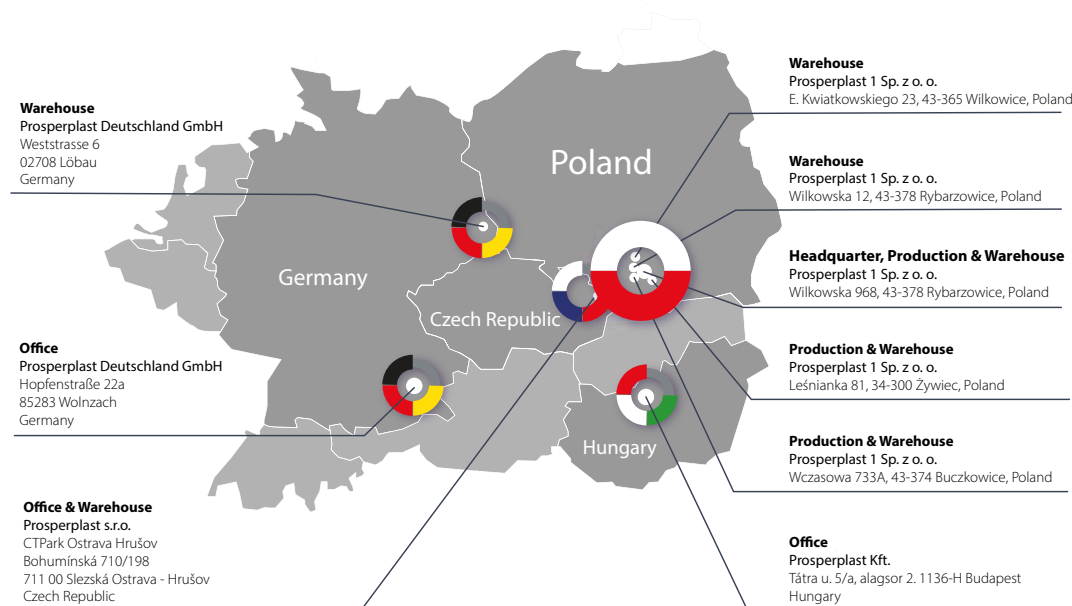 Warehouse
Prosperplast Deutschland GmbH
Weststrasse 6
02708 Löbau
Germany
Office
Prosperplast Deutschland GmbH
Hopfenstraße 22a
85283 Wolnzach
Germany
Office & Warehouse
Prosperplast s.r.o.
CTPark Ostrava Hrušov
Bohumínská 710/198
711 00 Slezská Ostrava - Hrušov
Czech Republic
Poland
Germany
Czech Republic
Hungary
Warehouse
Prosperplast 1 Sp. z o. o.
E. Kwiatkowskiego 23, 43-365 Wilkowice, Poland
Warehouse
Prosperplast 1 Sp. z o. o.
Wilkowska 12, 43-378 Rybarzowice, Poland
Headquarter, Production & Warehouse
Prosperplast 1 Sp. z o. o.
Wilkowska 968, 43-378 Rybarzowice, Poland
Production & Warehouse
Prosperplast 1 Sp. z o. o.
Leśnianka 81, 34-300 Żywiec, Poland
Production & Warehouse
Prosperplast 1 Sp. z o. o.
Wczasowa 733A, 43-374 Buczkowice, Poland
Office
Prosperplast Kft.
Tátra u. 5/a, alagsor 2. 1136-H Budapest
Hungary